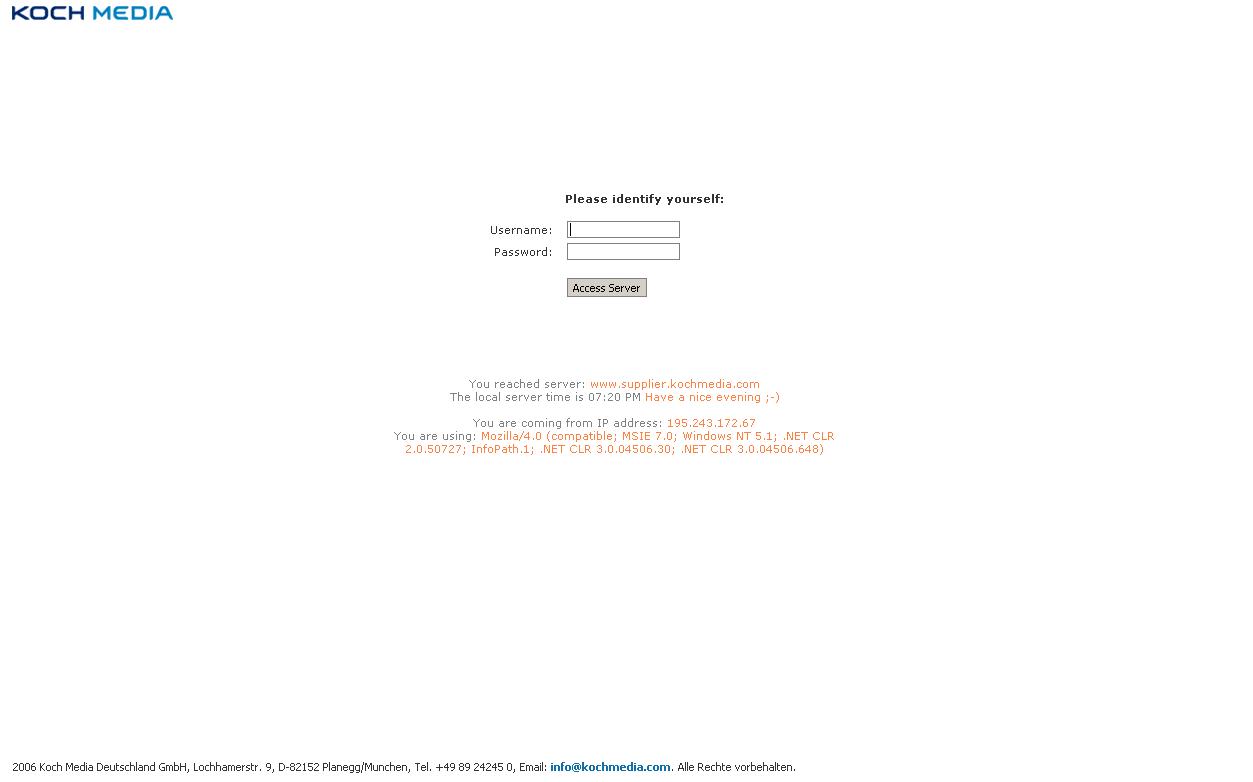 KOCH MEDIA
Please identify yourself:
Username:
Password:
Access Server
You reached server: www.supplier.kochmedia.com
The local server time is 07:20 PM Have a nice evening ;-)
You are coming from IP address: 195.243.172.67
You are using: Mozilla/4.0 (compatible; MSIE 7.0; Windows NT 5.1; .NET CLR
2.0.50727; InfoPath.1; .NET CLR 3.0.04506.30; .NET CLR 3.0.04506.648)
2006 Koch Media Deutschland GmbH, Lochhamerstr. 9, D-82152 Planegg/Munchen, Tel. +49 89 24245 0, Email: info@kochmedia.com. Alle Rechte vorbehalten.